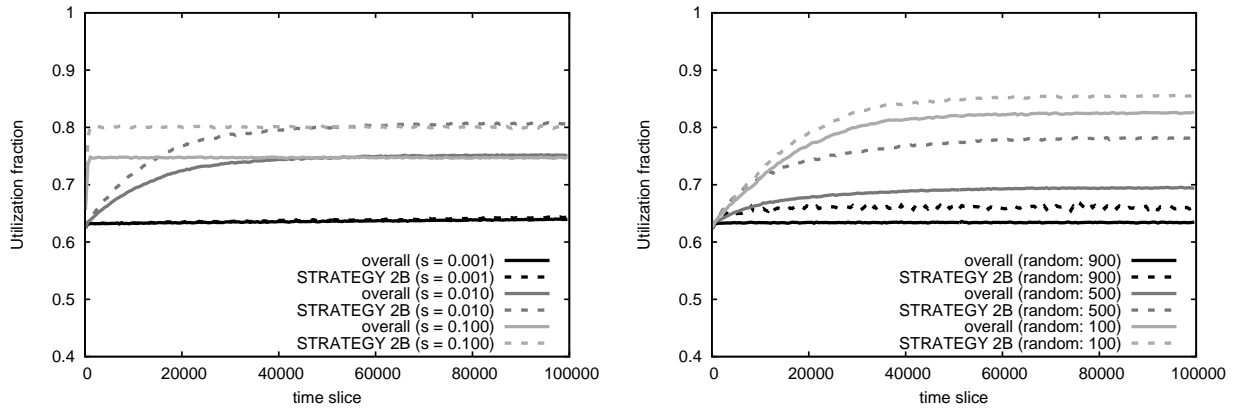 1
0.9
0.8
0.7
0.6
0.5
0.4
Utilization fraction
overall (s = 0.001)
STRATEGY 2B (s = 0.001)
overall (s = 0.010)
STRATEGY 2B (s = 0.010)
overall (s = 0.100)
STRATEGY 2B (s = 0.100)
0 20000 40000 60000 80000 100000
time slice
1
0.9
0.8
0.7
0.6
0.5
0.4
Utilization fraction
overall (random: 900)
STRATEGY 2B (random: 900)
overall (random: 500)
STRATEGY 2B (random: 500)
overall (random: 100)
STRATEGY 2B (random: 100)
0 20000 40000 60000 80000 100000
time slice